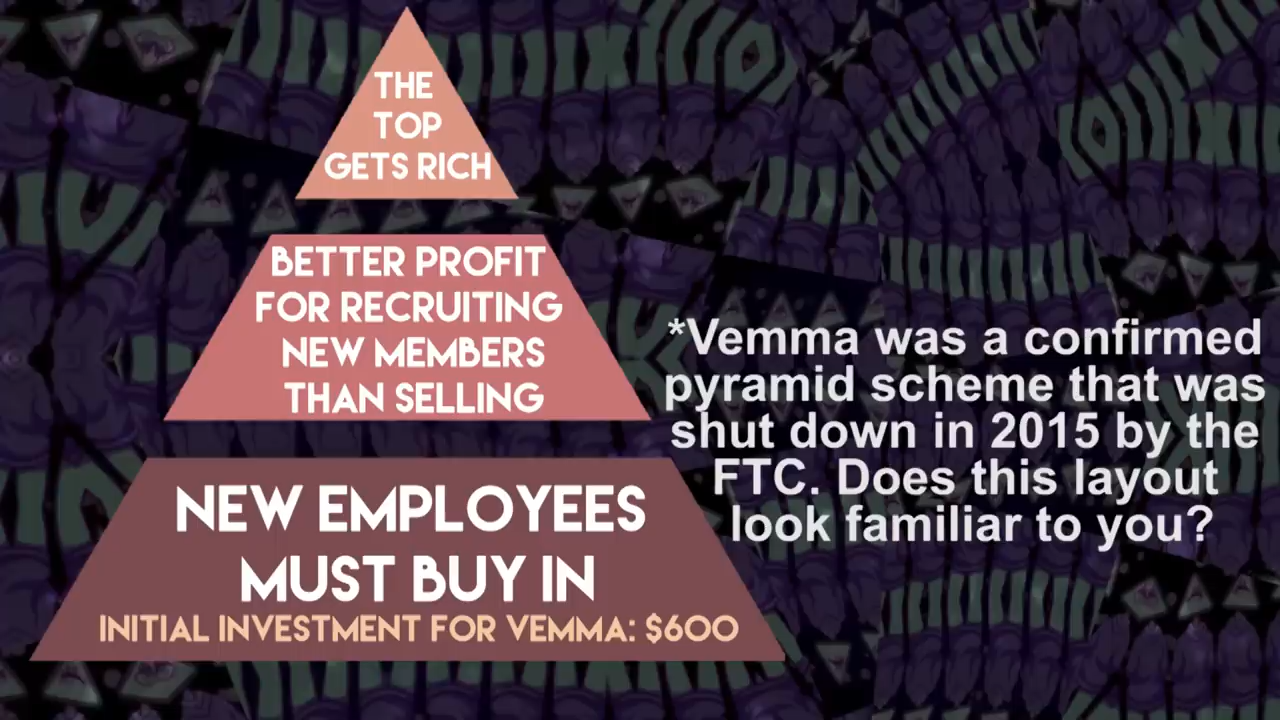 THE
TOP
GETS RICH
BETTER PROFIT
FOR RECRUITING
NEW MEMBERS
THAN SELLING
NEW EMPLOYEES
MUST BUY IN
INITIAL INVESTMENT FOR VEMMA: $600
*Vemma was a confirmed
pyramid scheme that was
shut down in 2015 by the
FTC. Does this layout
look familiar to you?